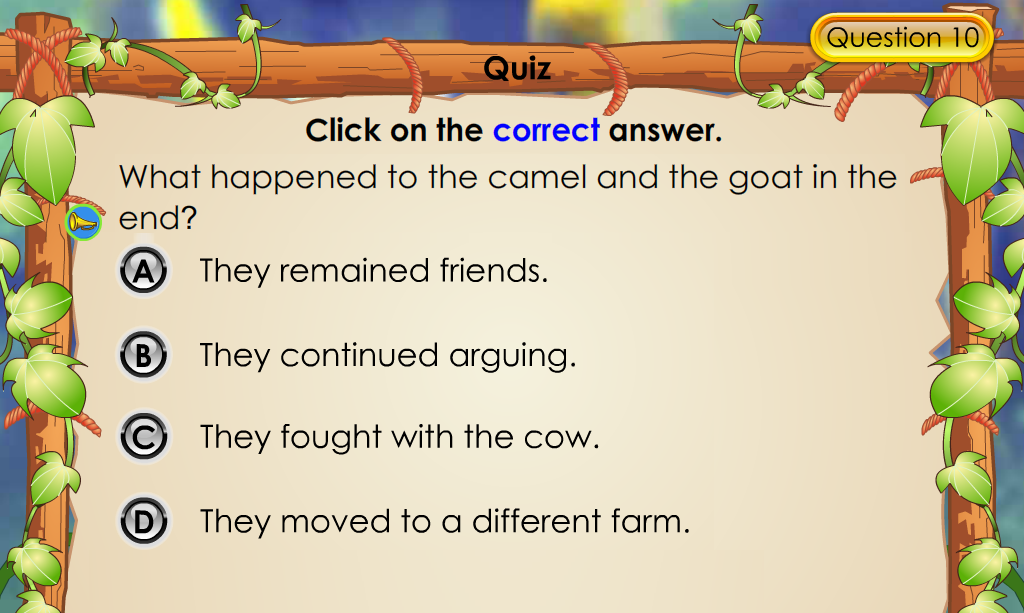 Question 10
Quiz
Click on the correct answer.
What happened to the camel and the goat in the
end?
A They remained friends.
B They continued arguing.
C They fought with the cow.
D They moved to a different farm.